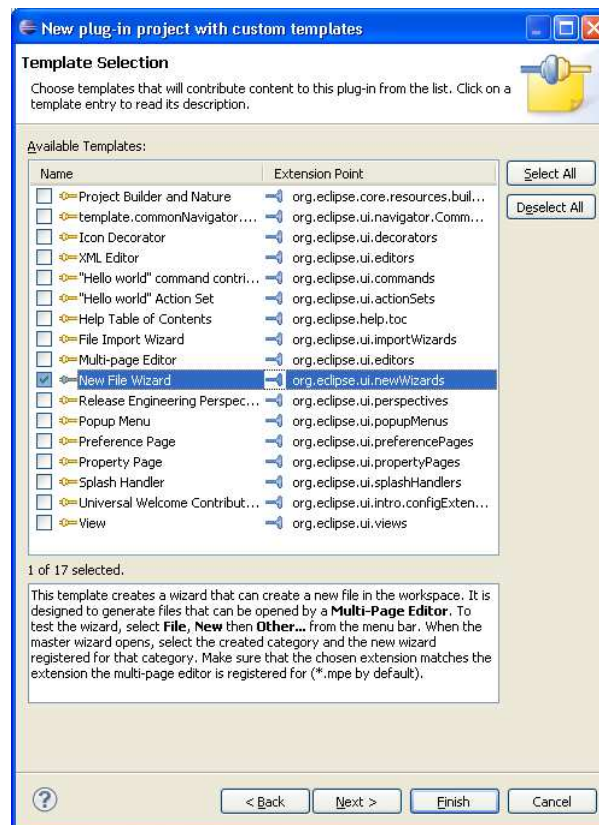 New plug-in project with custom templates
Template Selection
Choose templates that will contribute content to this plug-in from the list. Click on a
template entry to read its description.
Available Templates:
Name Extension Point
Project Builder and Nature org.eclipse.core.resources.buil...
template.commonNavigator.... org.eclipse.ui.navigator.Comm...
Icon Decorator org.eclipse.ui.decorators
XML Editor org.eclipse.ui.editors
"Hello world" command contri... org.eclipse.ui.commands
"Hello world" Action Set org.eclipse.ui.actionSets
Help Table of Contents org.eclipse.help.toc
File Import Wizard org.eclipse.ui.importWizards
Multi-page Editor org.eclipse.ui.editors
New File Wizard org.eclipse.ui.newWizards
Release Engineering Perspec... org.eclipse.ui.perspectives
Popup Menu org.eclipse.ui.popupMenus
Preference Page org.eclipse.ui.preferencePages
Property Page org.eclipse.ui.propertyPages
Splash Handler org.eclipse.ui.splashHandlers
Universal Welcome Contribut... org.eclipse.ui.intro.configExten...
View org.eclipse.ui.views
Select All
Deselect All
1 of 17 selected.
This template creates a wizard that can create a new file in the workspace. It is
designed to generate files that can be opened by a Multi-Page Editor. To
test the wizard, select File, New then Other... from the menu bar. When the
master wizard opens, select the created category and the new wizard
registered for that category. Make sure that the chosen extension matches the
extension the multi-page editor is registered for (*.mpe by default).
? < Back Next > Finish Cancel